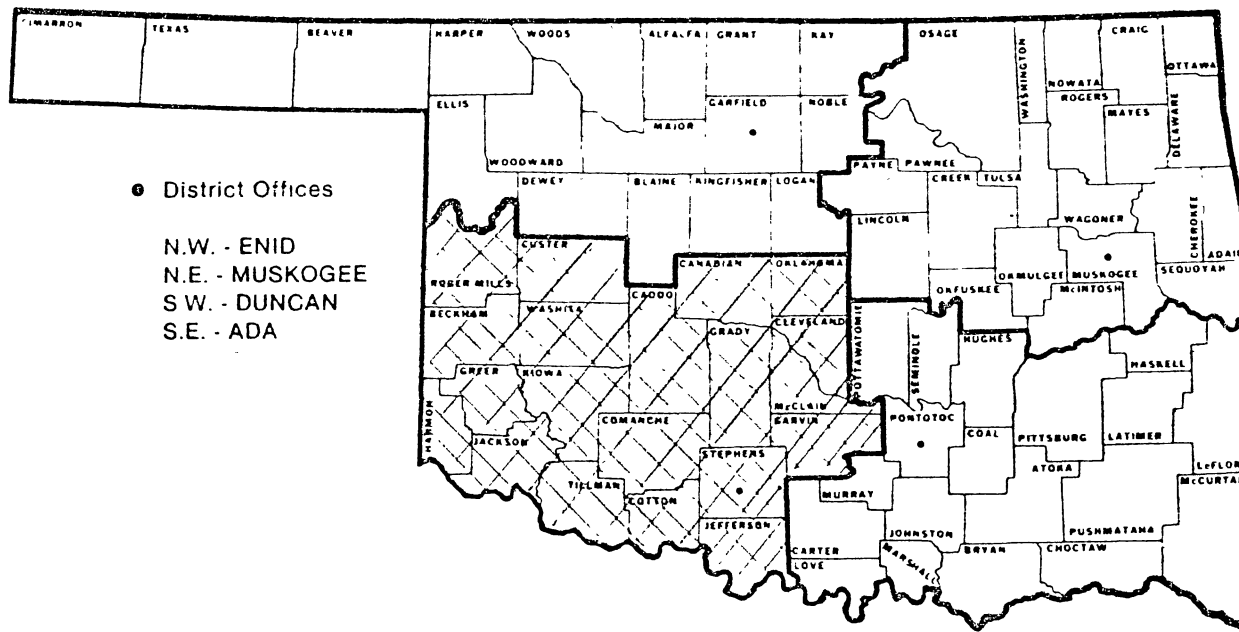 CIMARRON TEXAS BEAVER HARPER WOODS ALFALFA GRANT KAY OSAGE WASHINGTON CRAIG
NOWATA OTTAWA
ELLIS GARFIELD NOBLE ROGERS
MAJOR MAYES DELAWARE
WOODWARD PAYNE PAWNEE
DEWEY BLAINE KINGFISHER LOGAN CREEK TULSA
● District Offices
LINCOLN WAGONER CHEROKEE
N.W. - ENID
CUSTER
CANADIAN OKLAHOMA OKMULGEE MUSKOGEE ADAIR
N.E. - MUSKOGEE
SEQUOYAH
ROGER MILLS CADDO OKFUSKEE McINTOSH
S W. - DUNCAN
BECKHAM WASHITA CLEVELAND
S.E. - ADA
GRADY POTTAWATOMIE SEMINOLE HUGHES
HASKELL
GREER KIOWA
McCLAIN
HARMON COMANCHE GARVIN PONTOTOC
JACKSON COAL PITTSBURG LATIMER
STEPHENS ATOKA LeFLOR
TILLMAN McCURTAI
COTTON MURRAY
JEFFERSON JOHNSTON PUSHMATAHA
CARTER MARSHALL BRYAN CHOCTAW
LOVE